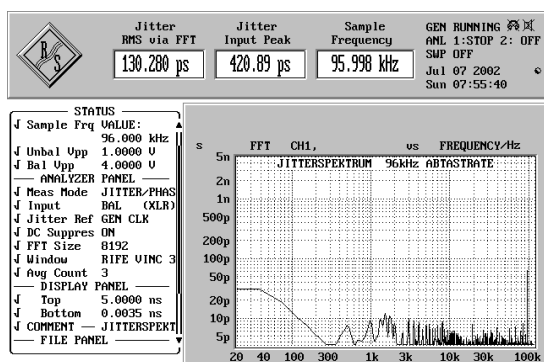 R
S
Jitter
RMS via FFT
130.280 ps
Jitter
Input Peak
420.89 ps
Sample
Frequency
95.998 kHz
GEN RUNNING
ANL 1:STOP 2: OFF
SWP OFF
Jul 07 2002
Sun 07:55:40
STATUS
Sample Frq VALUE:
96.000 kHz
Unbal Vpp 1.0000 V
Bal Vpp 4.0000 V
ANALYZER PANEL
Meas Mode JITTER/PHAS
Input BAL (XLR)
Jitter Ref GEN CLK
DC Suppres ON
FFT Size 8192
Window RIFE VINC 3
Avg Count 3
DISPLAY PANEL
Top 5.0000 ns
Bottom 0.0035 ns
COMMENT JITTERSPEKT
FILE PANEL
s FFT CH1, vs FREQUENCY/Hz
JITTERSPEKTRUM 96kHz ABTASTRATE
5n
2n
1n
500p
200p
100p
50p
20p
10p
5p
20 40 100 300 1k 3k 10k 30k 100k